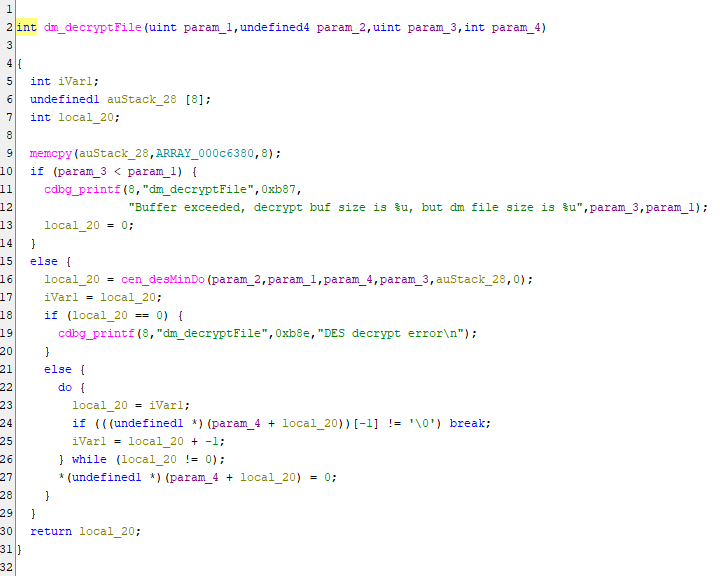 1
2 int dm_decryptFile(uint param_1,undefined4 param_2,uint param_3,int param_4)
3
4 {
5 int iVar1;
6 undefined1 auStack_28 [8];
7 int local_20;
8
9 memcpy(auStack_28,ARRAY_000c6380,8);
10 if (param_3 < param_1) {
11 cdbg_printf(8,"dm_decryptFile",0xb87,
12 "Buffer exceeded, decrypt buf size is %u, but dm file size is %u",param_3,param_1);
13 local_20 = 0;
14 }
15 else {
16 local_20 = cen_desMinDo(param_2,param_1,param_4,param_3,auStack_28,0);
17 iVar1 = local_20;
18 if (local_20 == 0) {
19 cdbg_printf(8,"dm_decryptFile",0xb8e,"DES decrypt error\n");
20 }
21 else {
22 do {
23 local_20 = iVar1;
24 if (((undefined1 *)(param_4 + local_20))[-1] != '\0') break;
25 iVar1 = local_20 + -1;
26 } while (local_20 != 0);
27 *(undefined1 *)(param_4 + local_20) = 0;
28 }
29 }
30 return local_20;
31 }
32